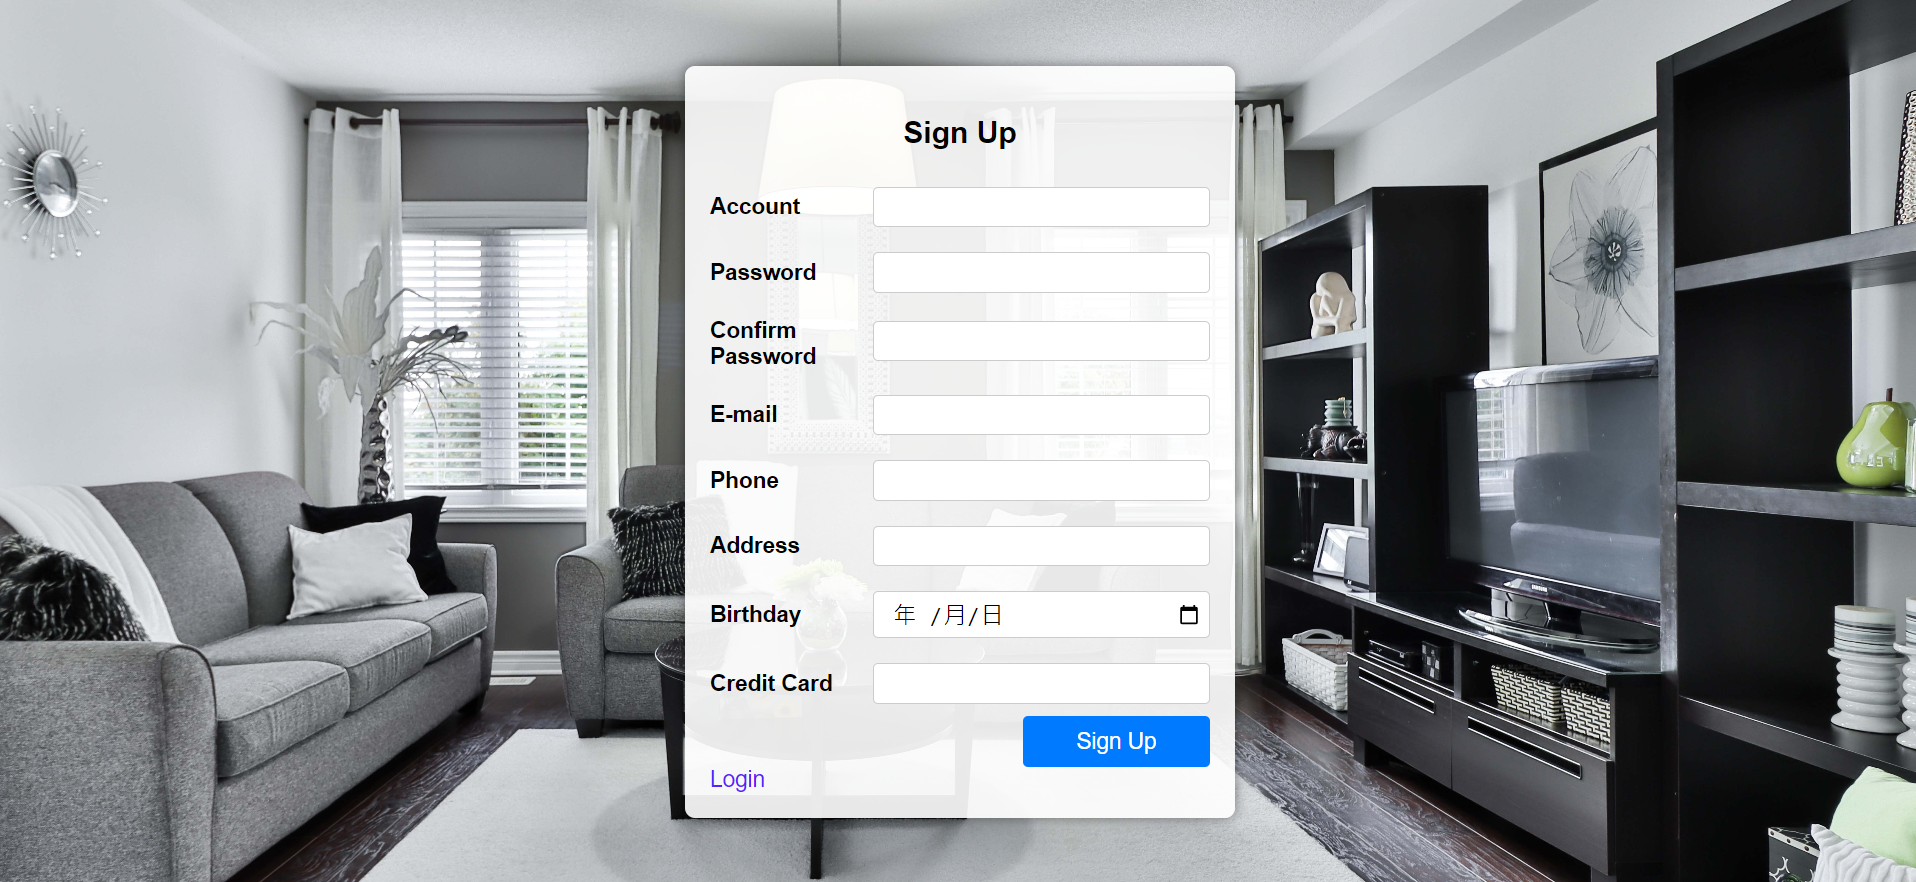 Sign Up
Account
Password
Confirm
Password
E-mail
Phone
Address
Birthday
年 /月/日
Credit Card
Sign Up
Login